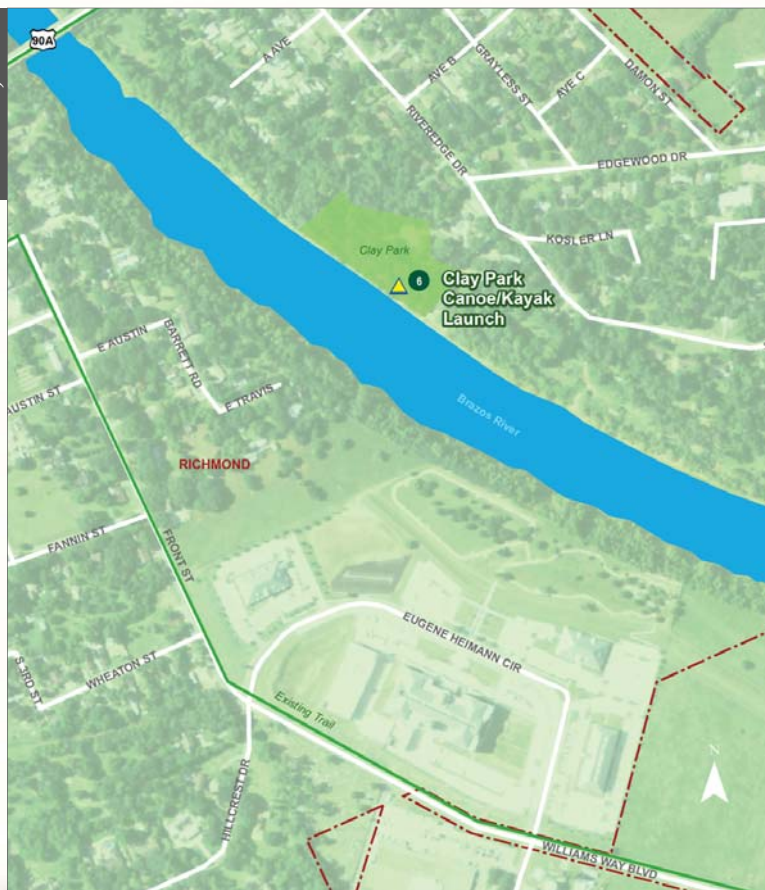 90A
A AVE
AVE B
GRAYLESS ST
AVE C
DAMON ST
RIVEREDGE DR
EDGEWOOD DR
KOSLER LN
Clay Park
6
Clay Park
Canoe/Kayak
Launch
Brazos River
E AUSTIN
BARRETT RD
E TRAVIS
AUSTIN ST
RICHMOND
FANNIN ST
FRONT ST
EUGENE HEIMANN CIR
WHEATON ST
S 3RD ST
Existing Trail
HILLCREST DR
WILLIAMS WAY BLVD
N